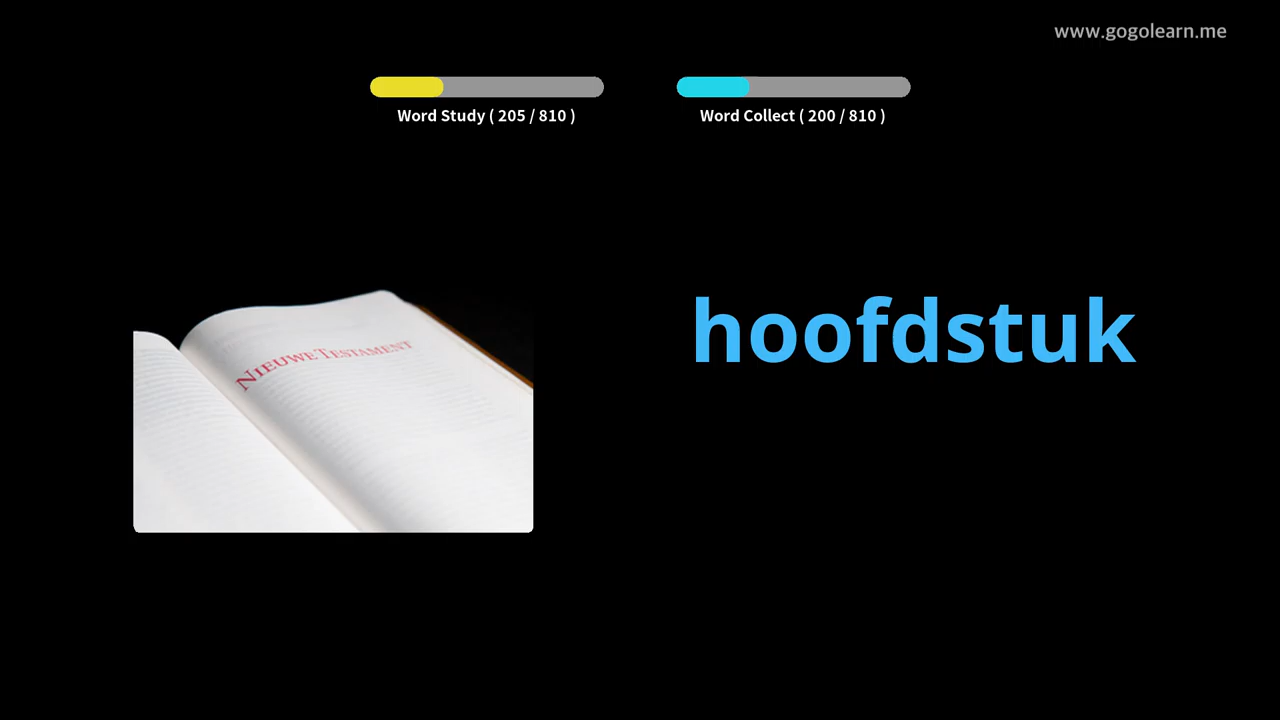 www.gogolearn.me
Word Study ( 205 / 810 )
Word Collect ( 200 / 810 )
hoofdstuk
NIEUWE TESTAMENT